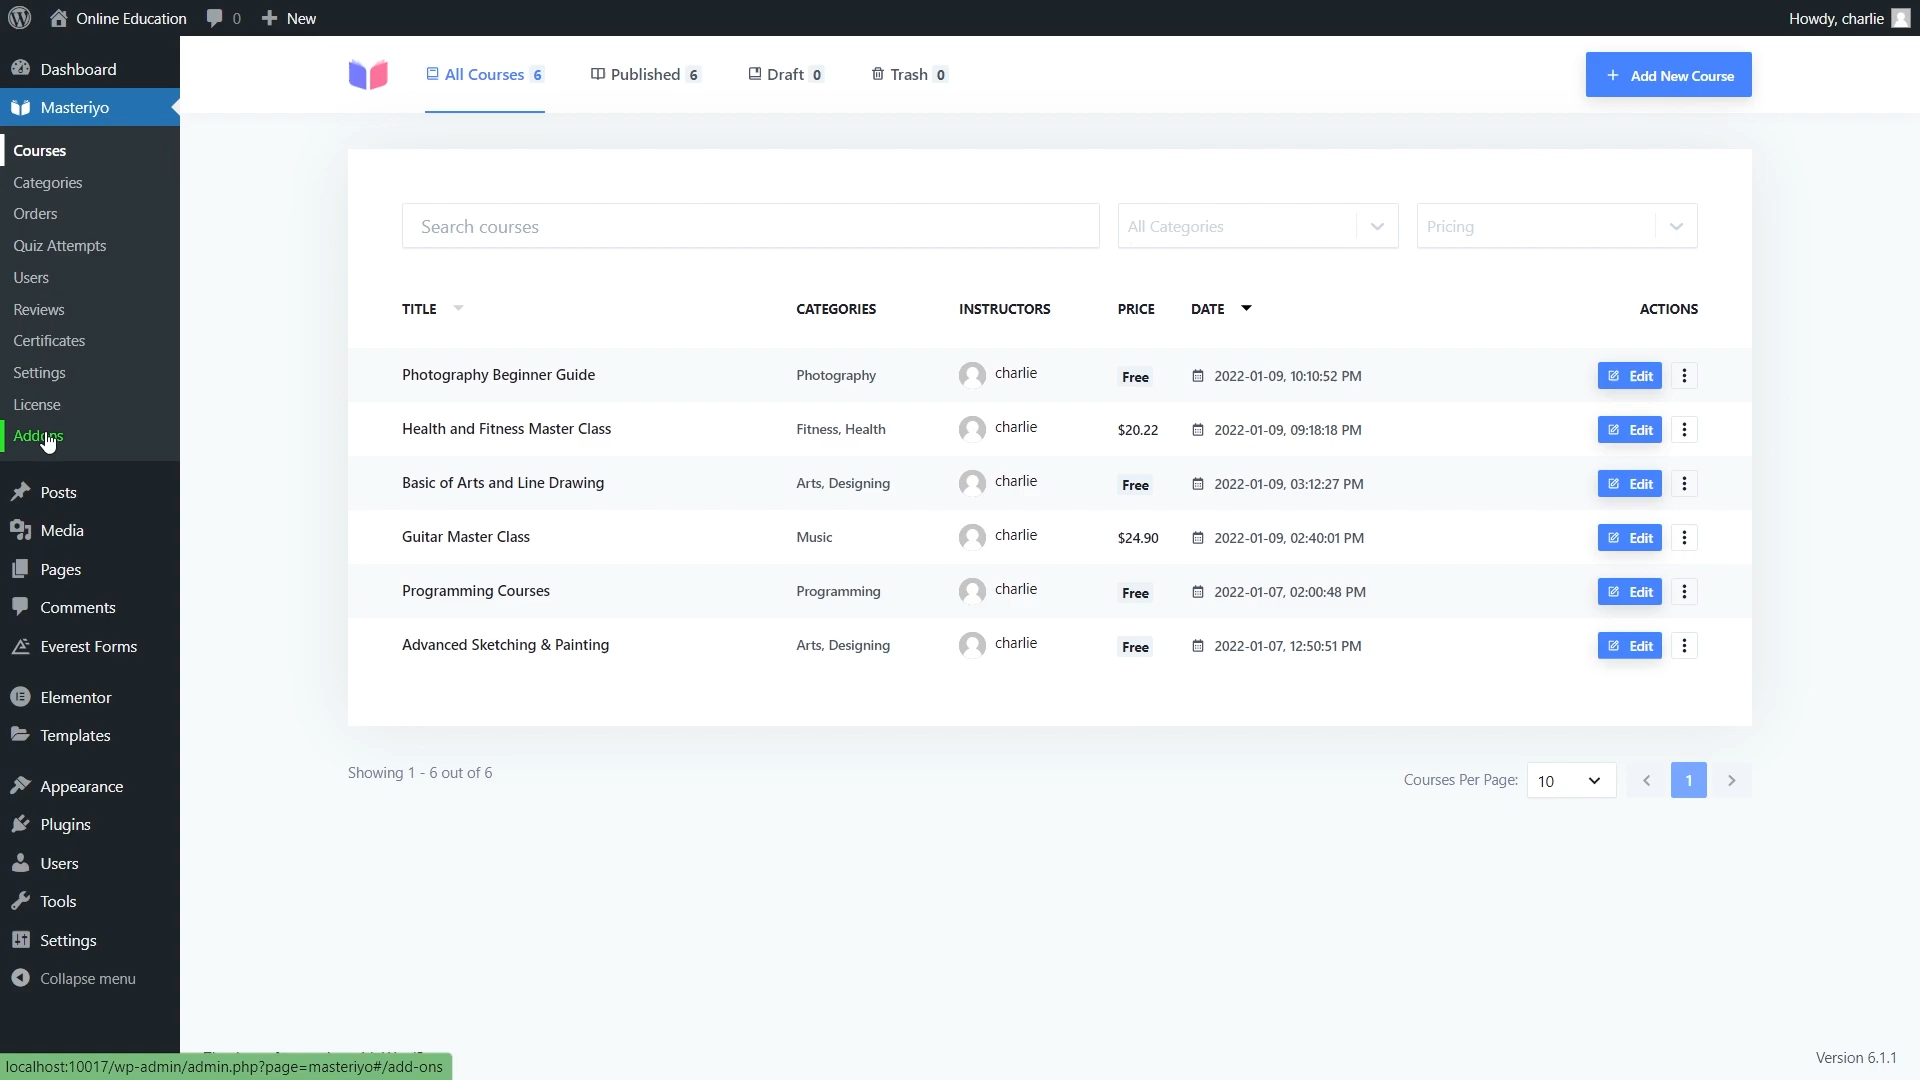 Online Education 0 New Howdy, charlie
Dashboard
Masteriyo
Courses
Categories
Orders
Quiz Attempts
Users
Reviews
Certificates
Settings
License
Addons
Posts
Media
Pages
Comments
Everest Forms
Elementor
Templates
Appearance
Plugins
Users
Tools
Settings
Collapse menu
All Courses 6 Published 6 Draft 0 Trash 0 + Add New Course
Search courses All Categories Pricing
TITLE CATEGORIES INSTRUCTORS PRICE DATE ACTIONS
Photography Beginner Guide Photography charlie Free 2022-01-09, 10:10:52 PM Edit
Health and Fitness Master Class Fitness, Health charlie $20.22 2022-01-09, 09:18:18 PM Edit
Basic of Arts and Line Drawing Arts, Designing charlie Free 2022-01-09, 03:12:27 PM Edit
Guitar Master Class Music charlie $24.90 2022-01-09, 02:40:01 PM Edit
Programming Courses Programming charlie Free 2022-01-07, 02:00:48 PM Edit
Advanced Sketching & Painting Arts, Designing charlie Free 2022-01-07, 12:50:51 PM Edit
Showing 1 - 6 out of 6 Courses Per Page: 10 1
Version 6.1.1
localhost:10017/wp-admin/admin.php?page=masteriyo#/add-ons